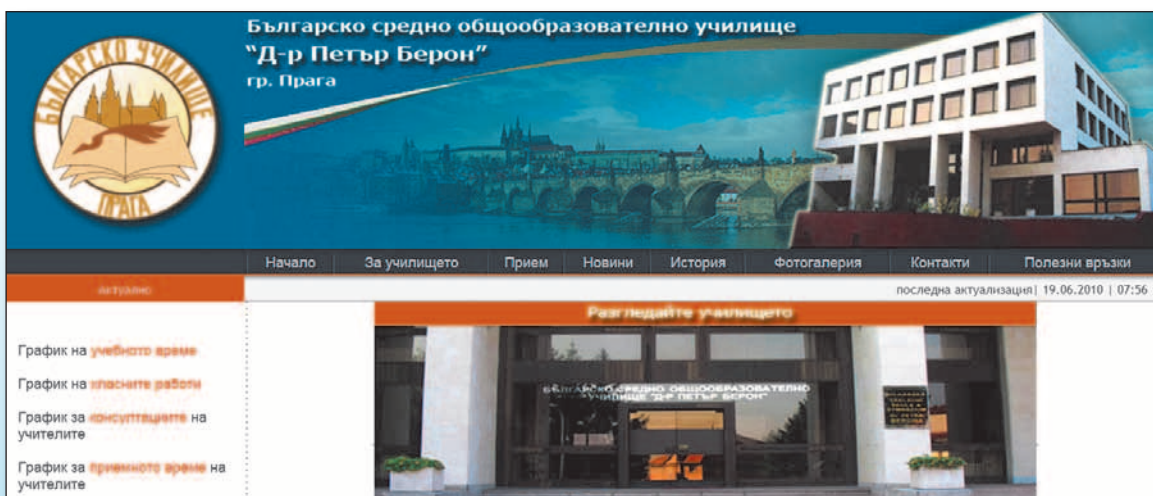 БЪЛГАРСКО УЧИЛИЩЕ
ПРАГА
Българско средно общообразователно училище
“Д-р Петър Берон”
гр. Прага
Начало За училището Прием Новини История Фотогалерия Контакти Полезни връзки
актуално
последна актуализация| 19.06.2010 | 07:56
Разгледайте училището
График на учебното време
График на класните работи
График за консултациите на
учителите
График за приемното време на
учителите
БЪЛГАРСКО СРЕДНО ОБЩООБРАЗОВАТЕЛНО
УЧИЛИЩЕ "Д-Р ПЕТЪР БЕРОН"